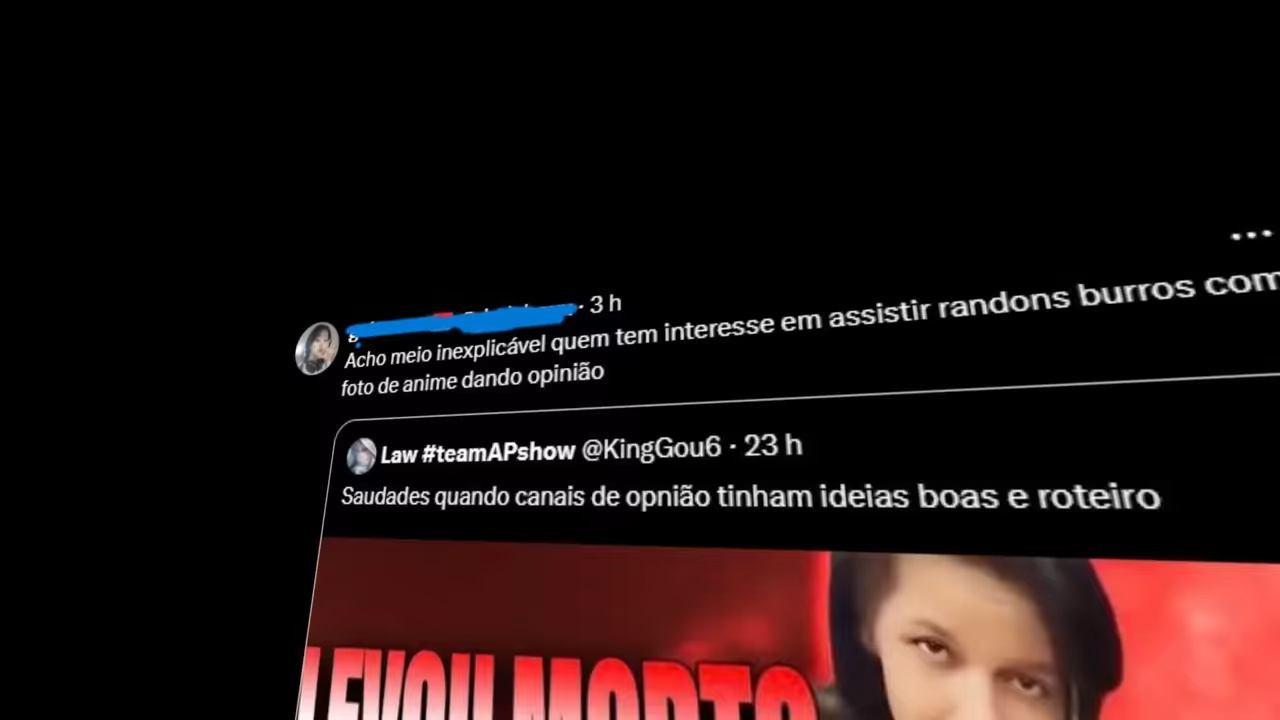 · 3 h
Acho meio inexplicável quem tem interesse em assistir randons burros com
foto de anime dando opinião
Law #teamAPshow @KingGou6 · 23 h
Saudades quando canais de opnião tinham ideias boas e roteiro
LEVOU MORTO